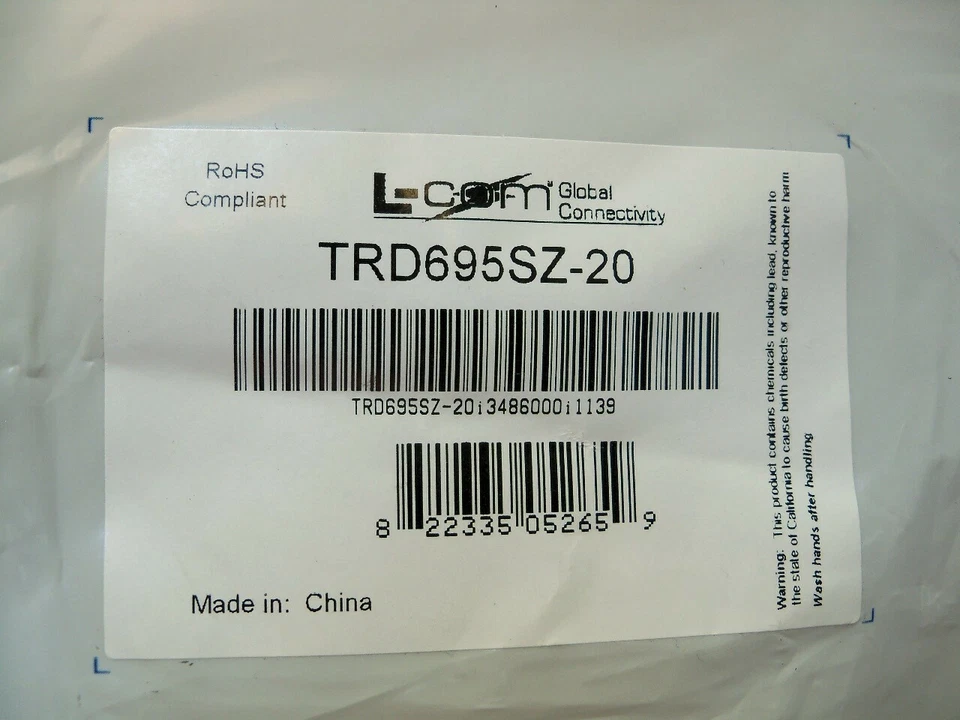 RoHS
Compliant
L-com Global
Connectivity
TRD695SZ-20
TRD695SZ-20i3486000i1139
8 22335 05265 9
Made in: China
Warning: This product contains chemicals including lead, known to
the state of California to cause birth defects or other reproductive harm
Wash hands after handling